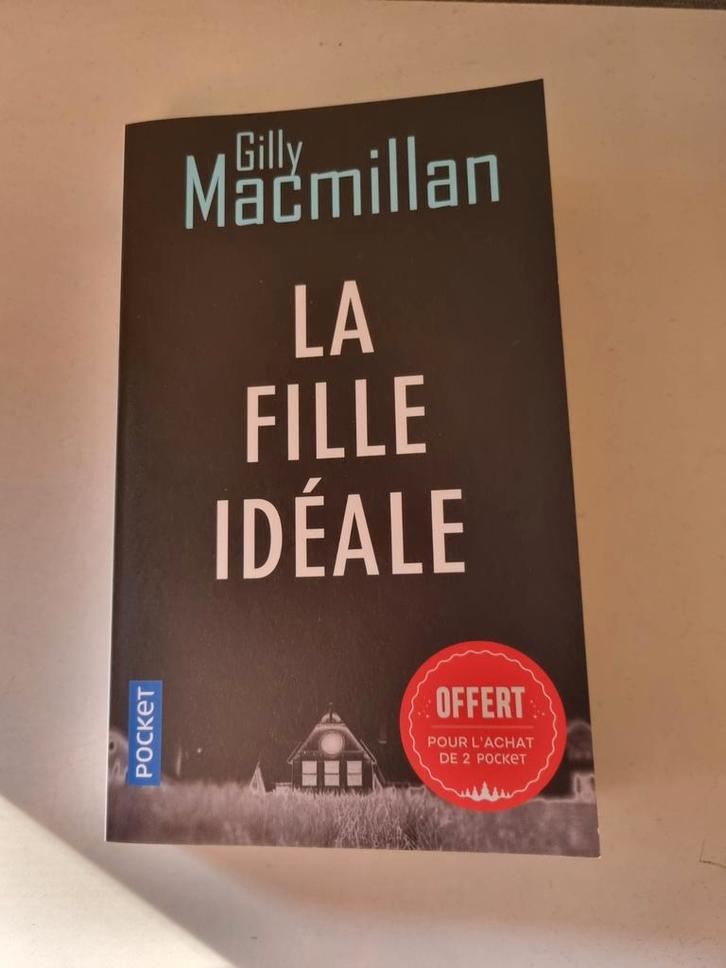 Gilly
Macmillan
LA
FILLE
IDÉALE
POCKET
OFFERT
POUR L'ACHAT
DE 2 POCKET